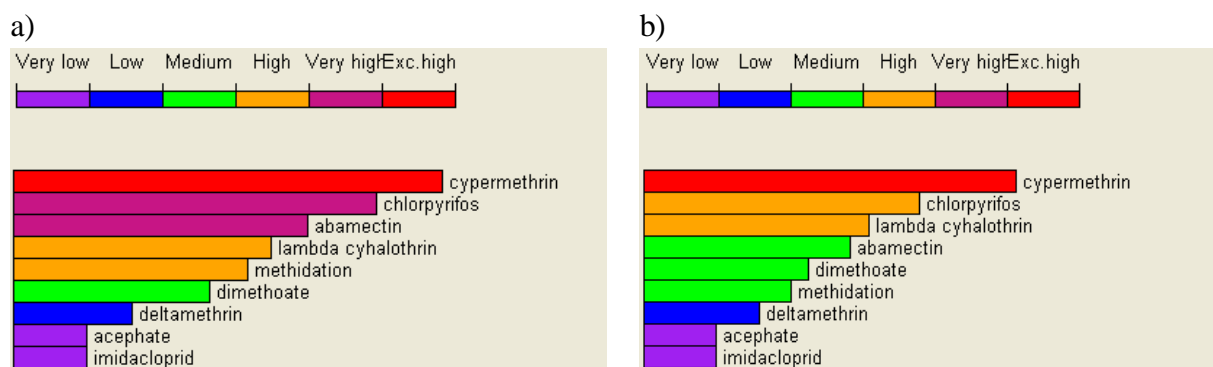 a)
Very low Low Medium High Very high Exc.high
cypermethrin
chlorpyrifos
abamectin
lambda cyhalothrin
methidation
dimethoate
deltamethrin
acephate
imidacloprid
b)
Very low Low Medium High Very high Exc.high
cypermethrin
chlorpyrifos
lambda cyhalothrin
abamectin
dimethoate
methidation
deltamethrin
acephate
imidacloprid